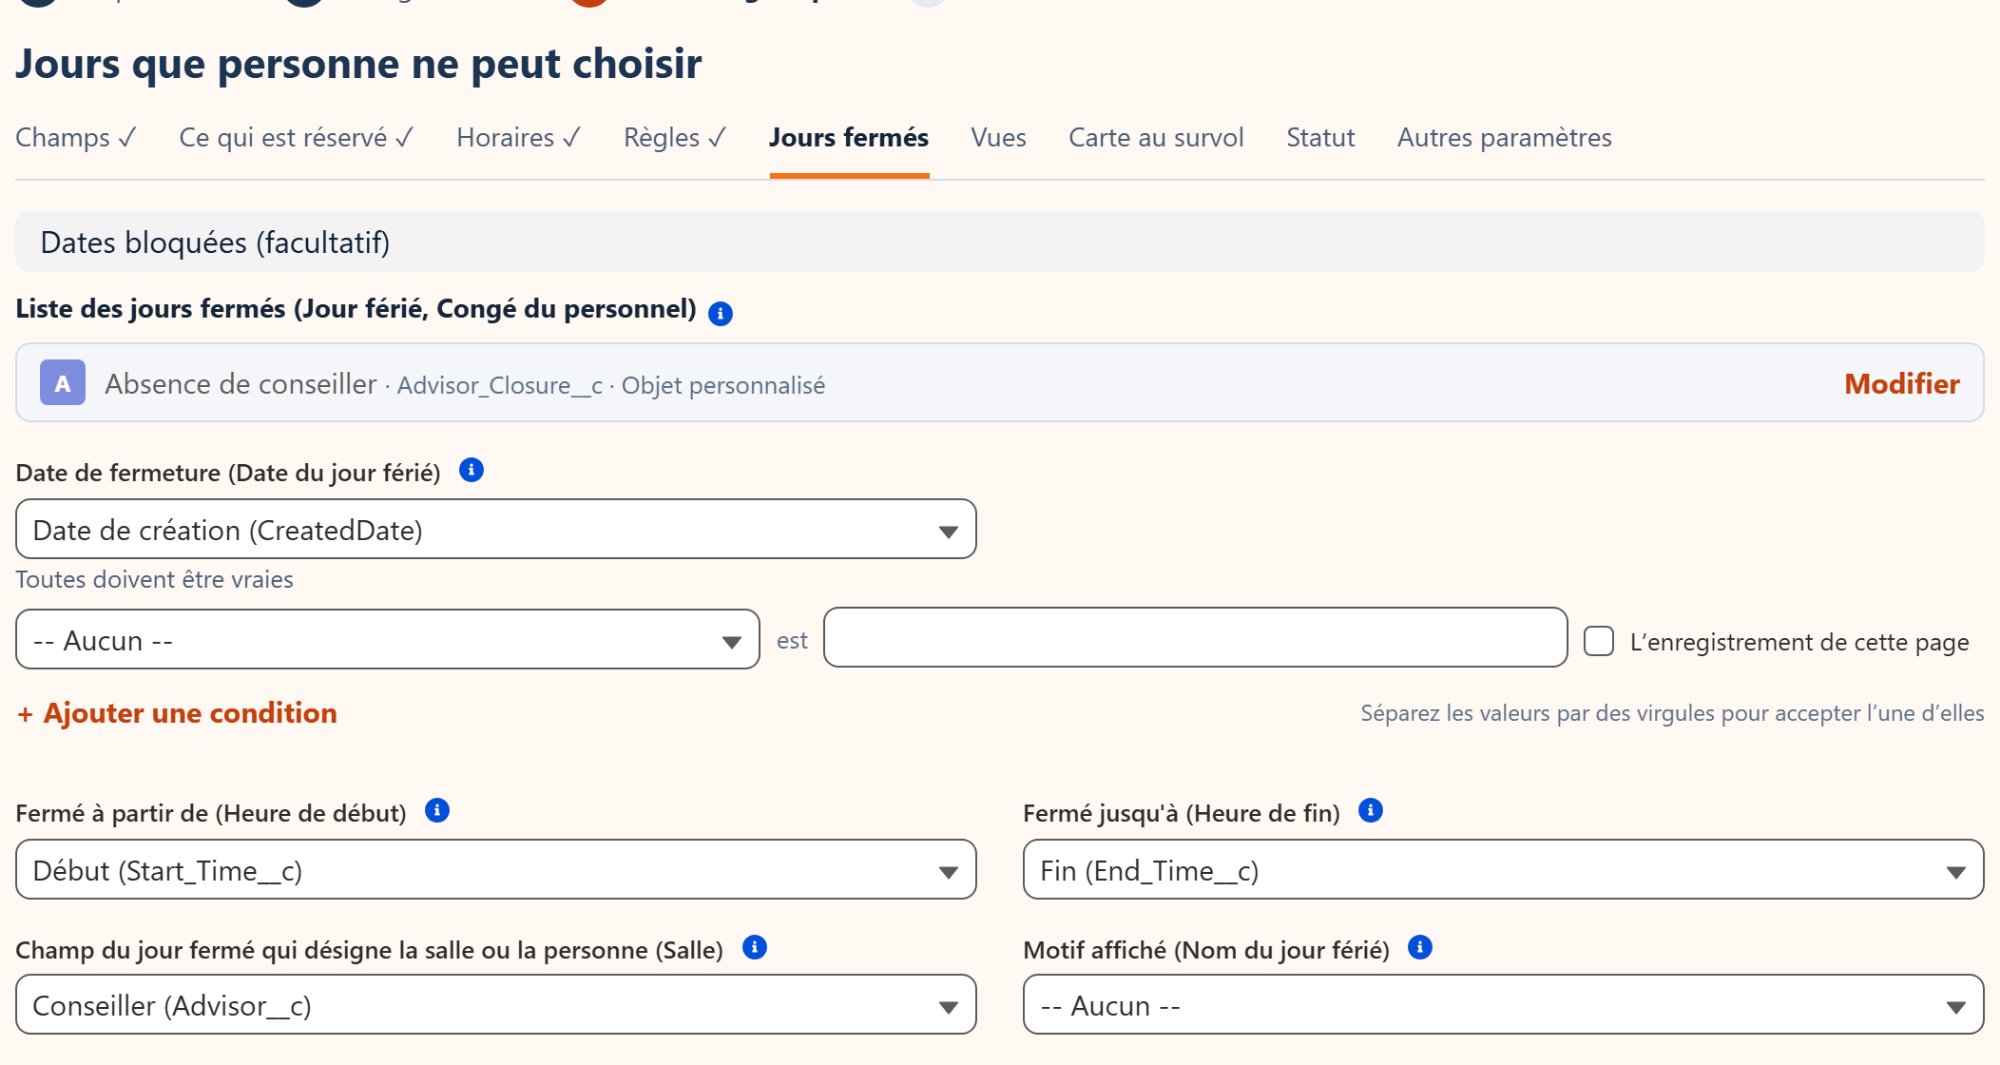 Jours que personne ne peut choisir
Champs ✓ Ce qui est réservé ✓ Horaires ✓ Règles ✓ Jours fermés Vues Carte au survol Statut Autres paramètres
Dates bloquées (facultatif)
Liste des jours fermés (Jour férié, Congé du personnel)
A Absence de conseiller · Advisor_Closure__c · Objet personnalisé Modifier
Date de fermeture (Date du jour férié)
Date de création (CreatedDate)
Toutes doivent être vraies
-- Aucun -- est L’enregistrement de cette page
+ Ajouter une condition Séparez les valeurs par des virgules pour accepter l’une d’elles
Fermé à partir de (Heure de début) Fermé jusqu'à (Heure de fin)
Début (Start_Time__c) Fin (End_Time__c)
Champ du jour fermé qui désigne la salle ou la personne (Salle) Motif affiché (Nom du jour férié)
Conseiller (Advisor__c) -- Aucun --